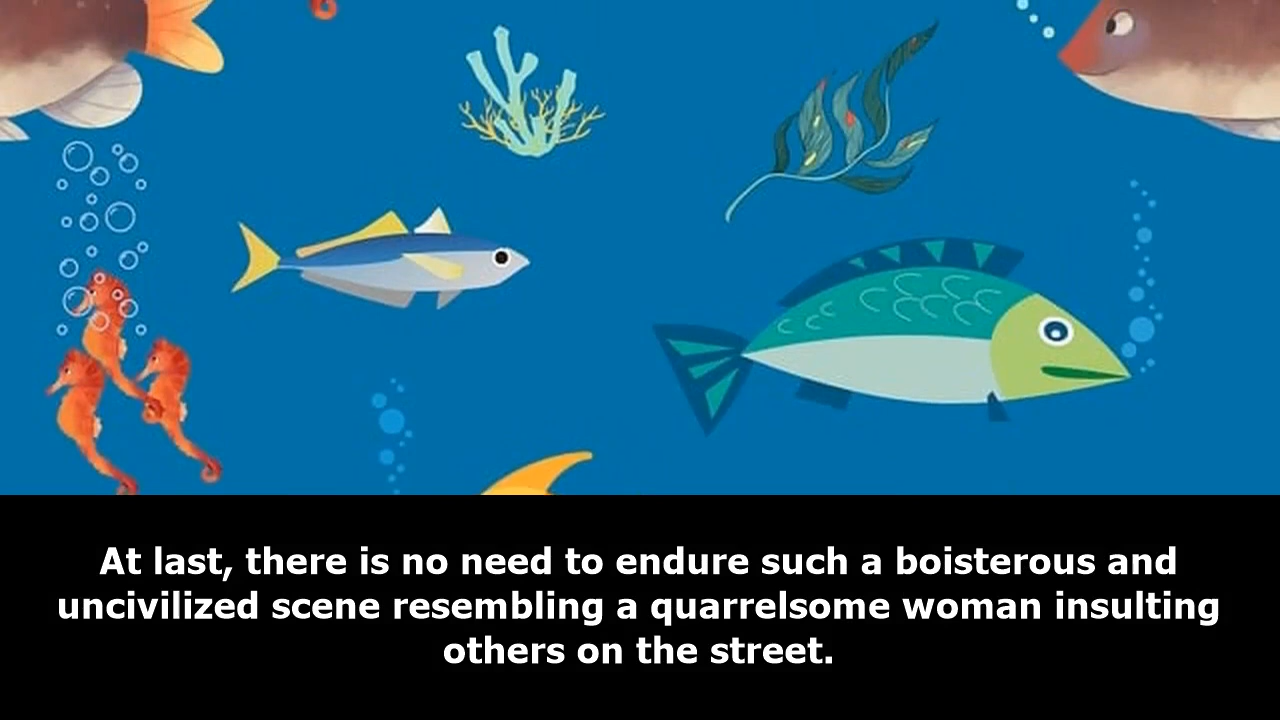 At last, there is no need to endure such a boisterous and
uncivilized scene resembling a quarrelsome woman insulting
others on the street.